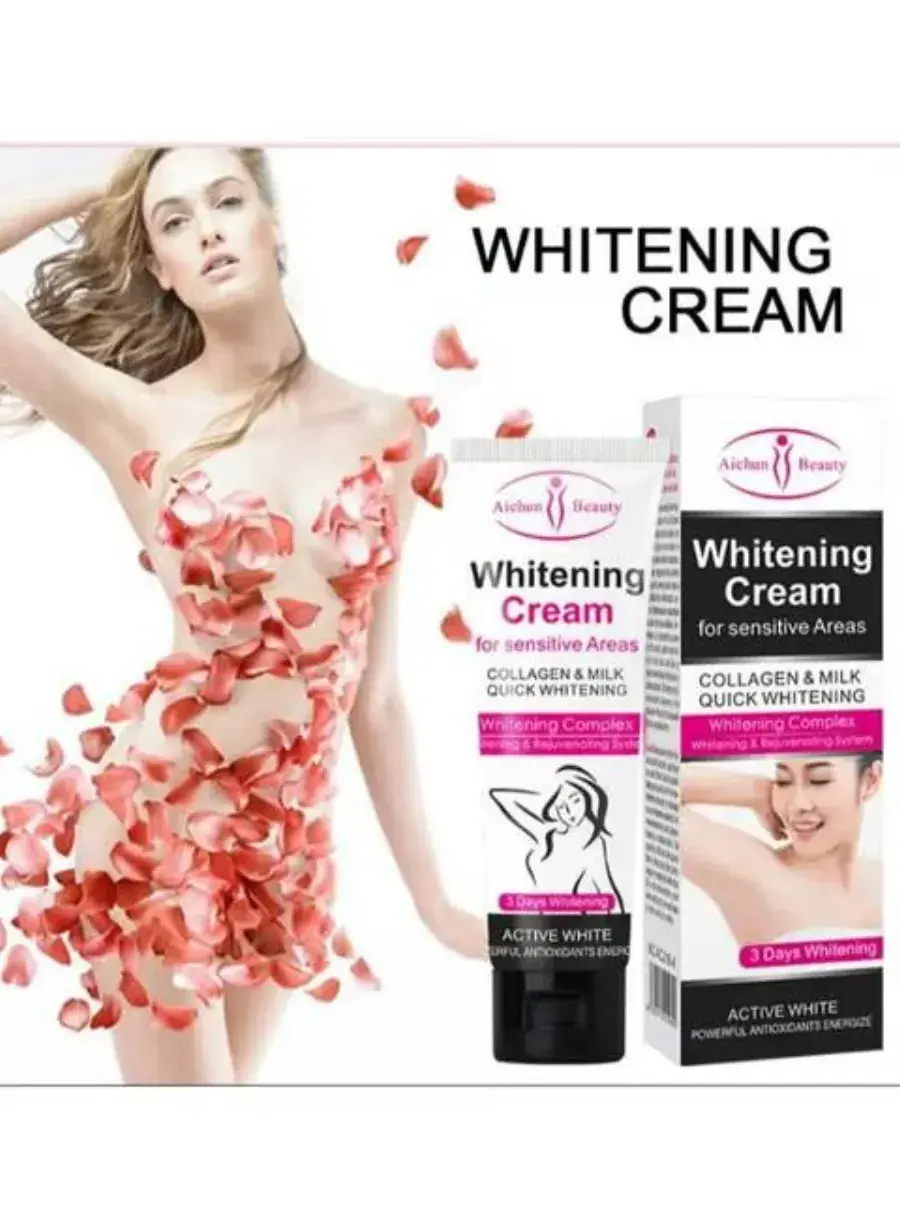 WHITENING
CREAM
Aichun Beauty
Whitening
Cream
for sensitive Areas
COLLAGEN & MILK
QUICK WHITENING
Whitening Complex
& Rejuvenating
3 Days Whitening
ACTIVE WHITE
ANTIOXIDANTS
Aichun Beauty
Whitening
Cream
for sensitive Areas
COLLAGEN & MILK
QUICK WHITENING
Whitening Complex
Whitening & Rejuvenating System
3 Days Whitening
ACTIVE WHITE
POWERFUL ANTIOXIDANTS ENERGIZE